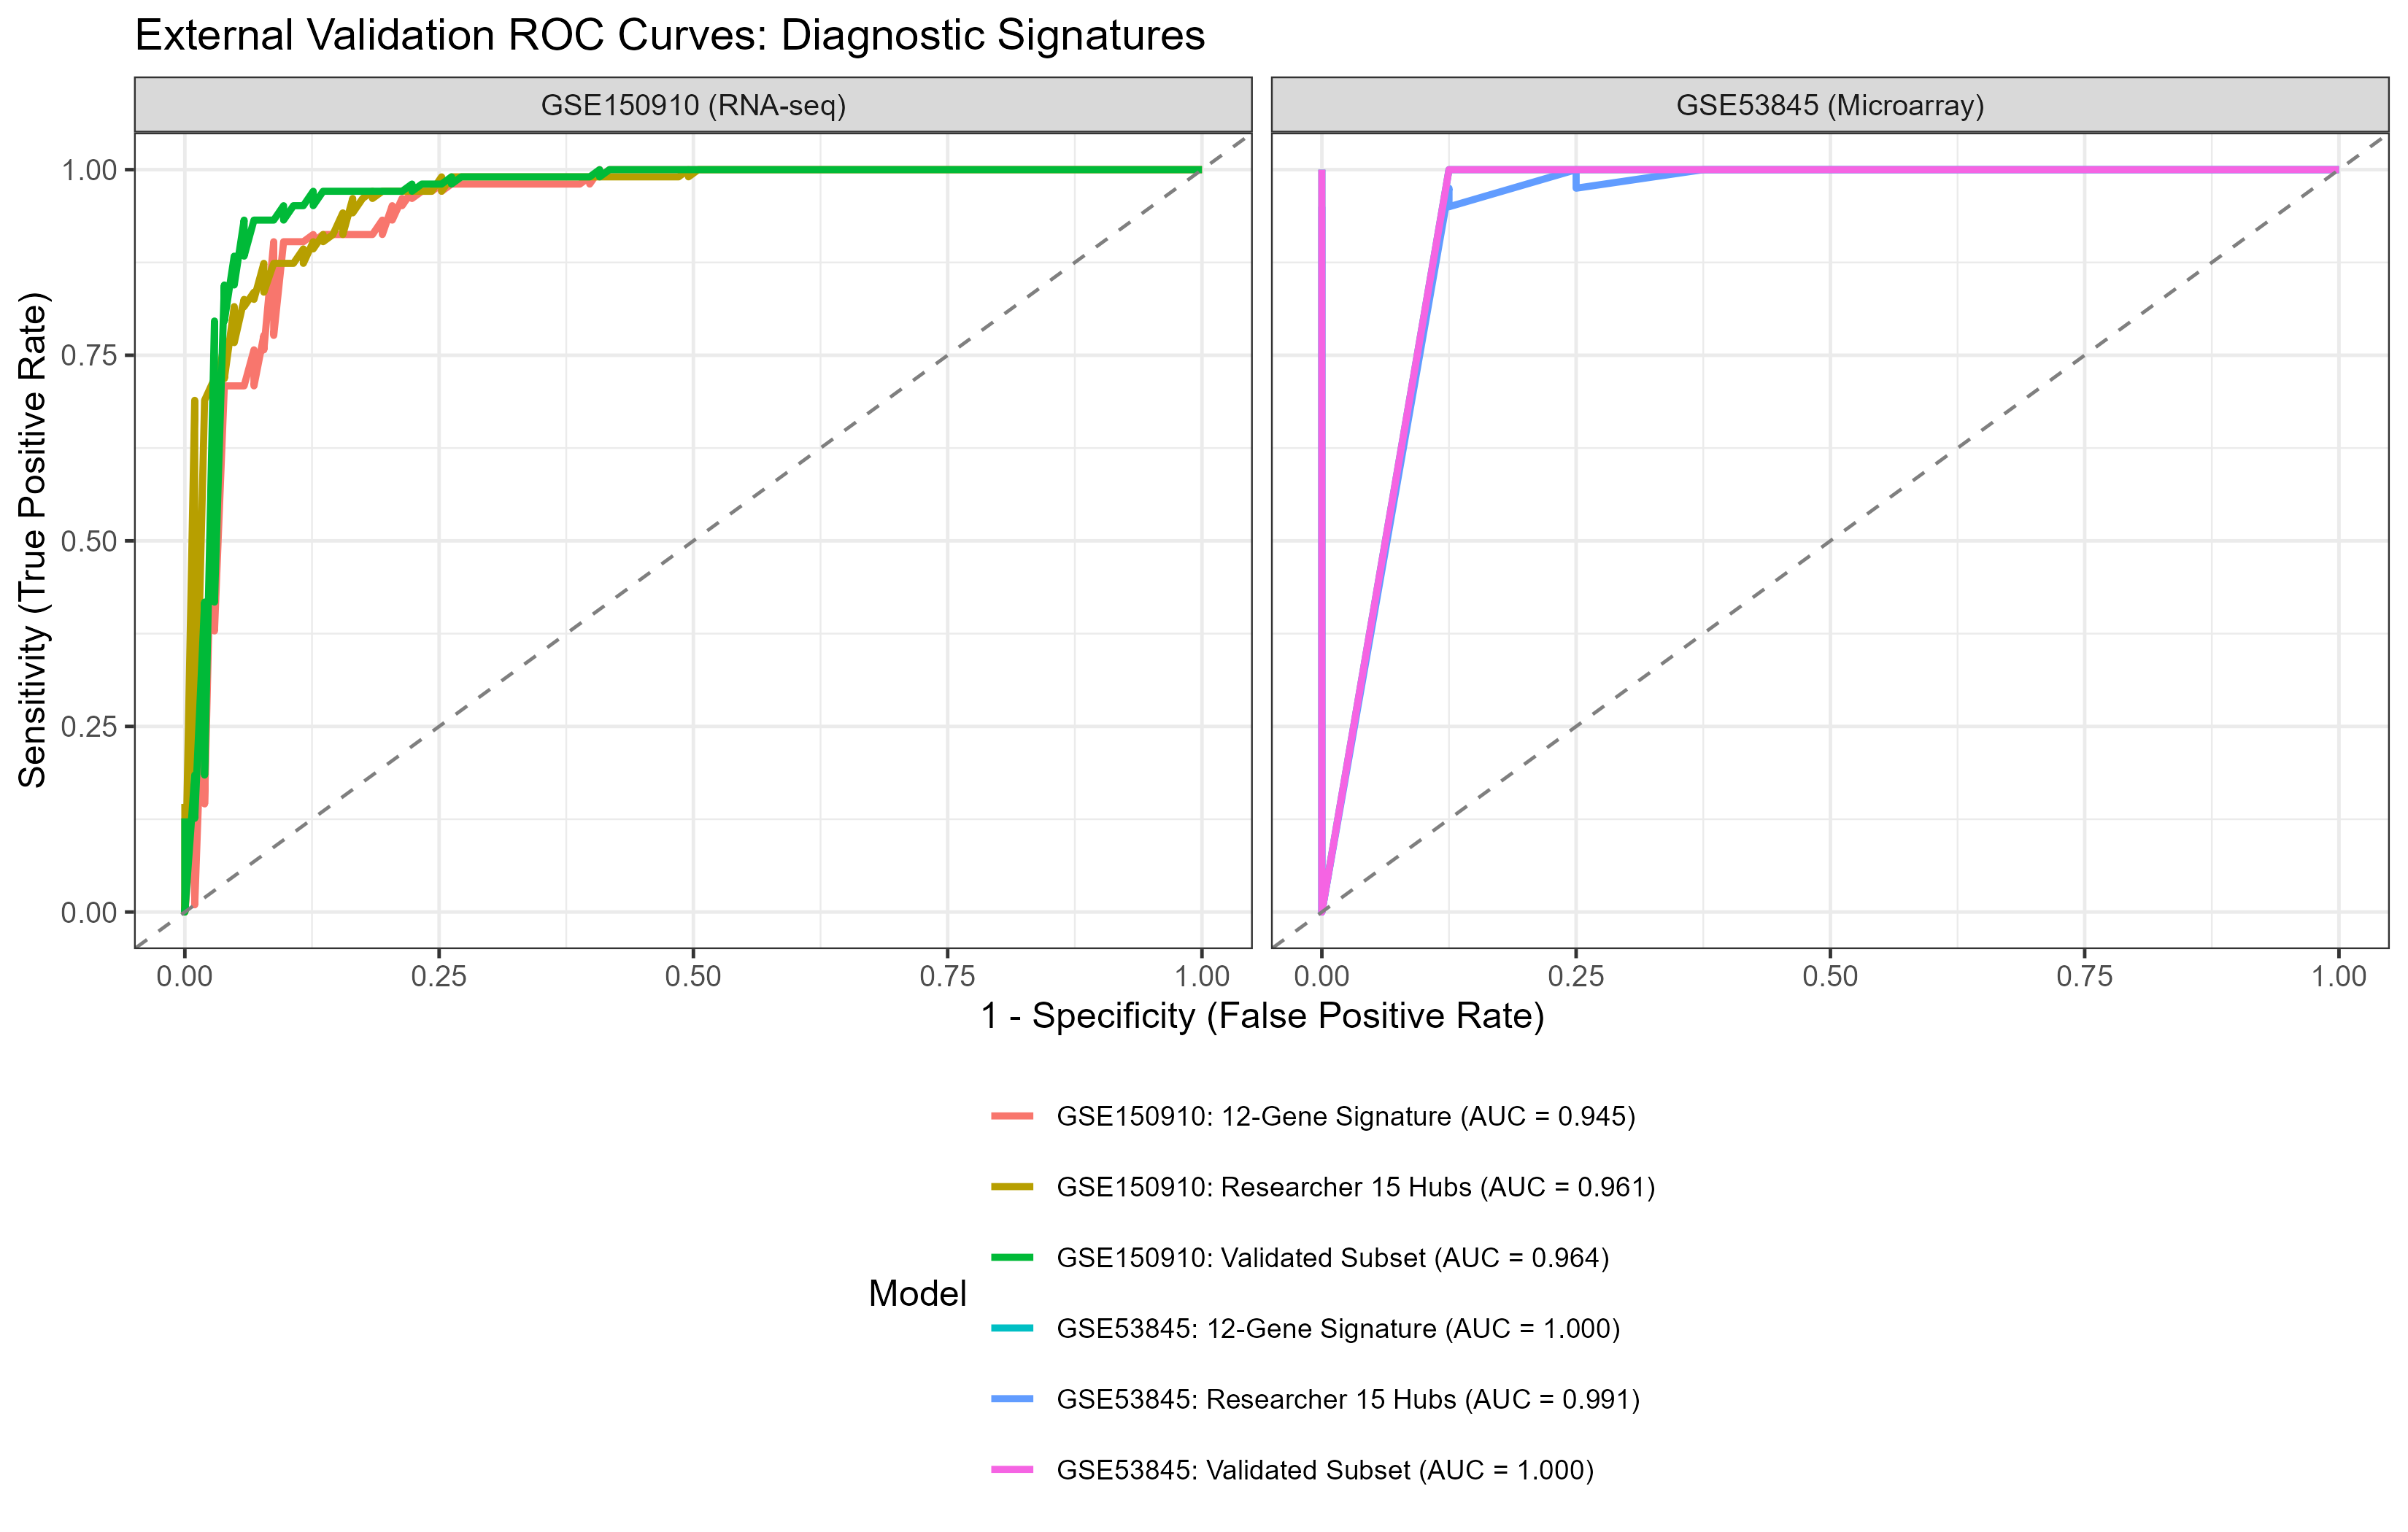 External Validation ROC Curves: Diagnostic Signatures
GSE150910 (RNA-seq)
GSE53845 (Microarray)
Sensitivity (True Positive Rate)
1.00
0.75
0.50
0.25
0.00
0.00 0.25 0.50 0.75 1.00
0.00 0.25 0.50 0.75 1.00
1 - Specificity (False Positive Rate)
Model
GSE150910: 12-Gene Signature (AUC = 0.945)
GSE150910: Researcher 15 Hubs (AUC = 0.961)
GSE150910: Validated Subset (AUC = 0.964)
GSE53845: 12-Gene Signature (AUC = 1.000)
GSE53845: Researcher 15 Hubs (AUC = 0.991)
GSE53845: Validated Subset (AUC = 1.000)